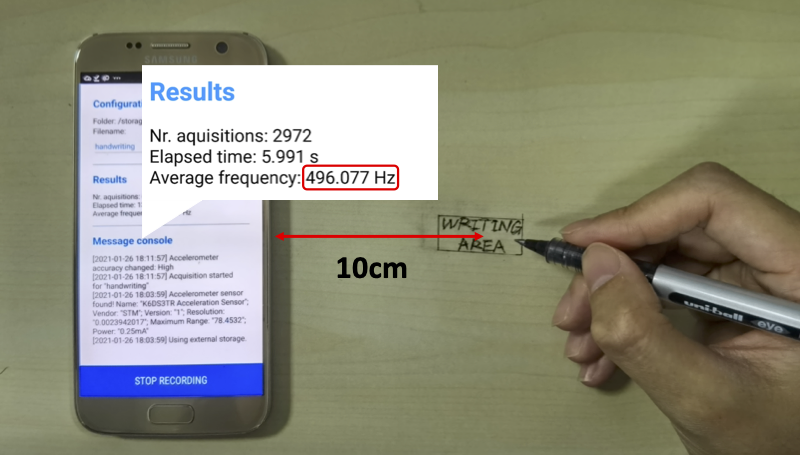 SAMSUNG
Configurati
Folder: /storag
Filename:
handwriting
Results
Nr. aquisitions:
Elapsed time:
Average frequen
Results
Nr. aquisitions: 2972
Elapsed time: 5.991 s
Average frequency: 496.077 Hz
Message console
[2021-01-26 18:11:57] Accelerometer
accuracy changed: High
[2021-01-26 18:11:57] Acquisition started
for "handwriting"
[2021-01-26 18:03:59] Accelerometer sensor
found! Name: "K6DS3TR Acceleration Sensor";
Vendor: "STM"; Version: "1"; Resolution:
"0.0023942017"; Maximum Range: "78.4532";
Power: "0.25mA"
[2021-01-26 18:03:59] Using external storage.
STOP RECORDING
10cm
WRITING
AREA
uni-ball eye